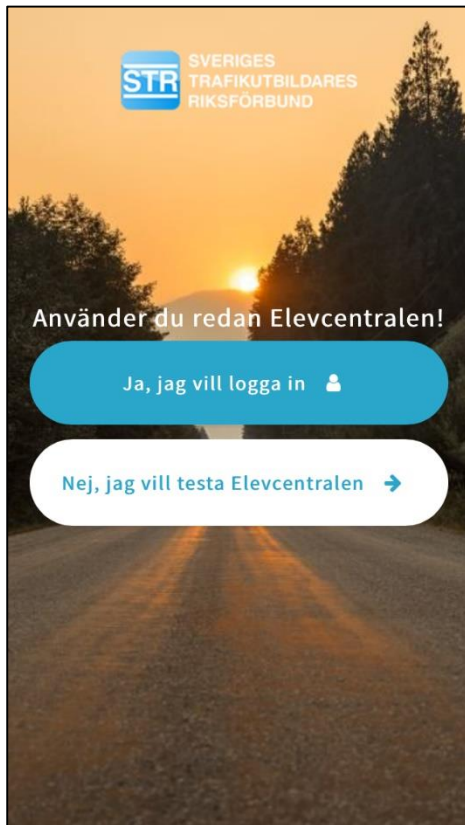 STR
SVERIGES
TRAFIKUTBILDARES
RIKSFÖRBUND
Använder du redan Elevcentralen!
Ja, jag vill logga in
Nej, jag vill testa Elevcentralen